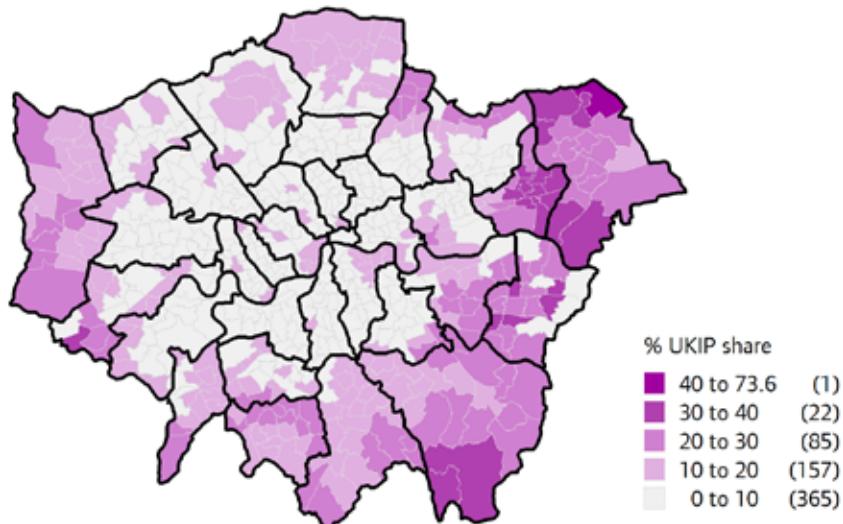 % UKIP share
40 to 73.6 (1)
30 to 40 (22)
20 to 30 (85)
10 to 20 (157)
0 to 10 (365)